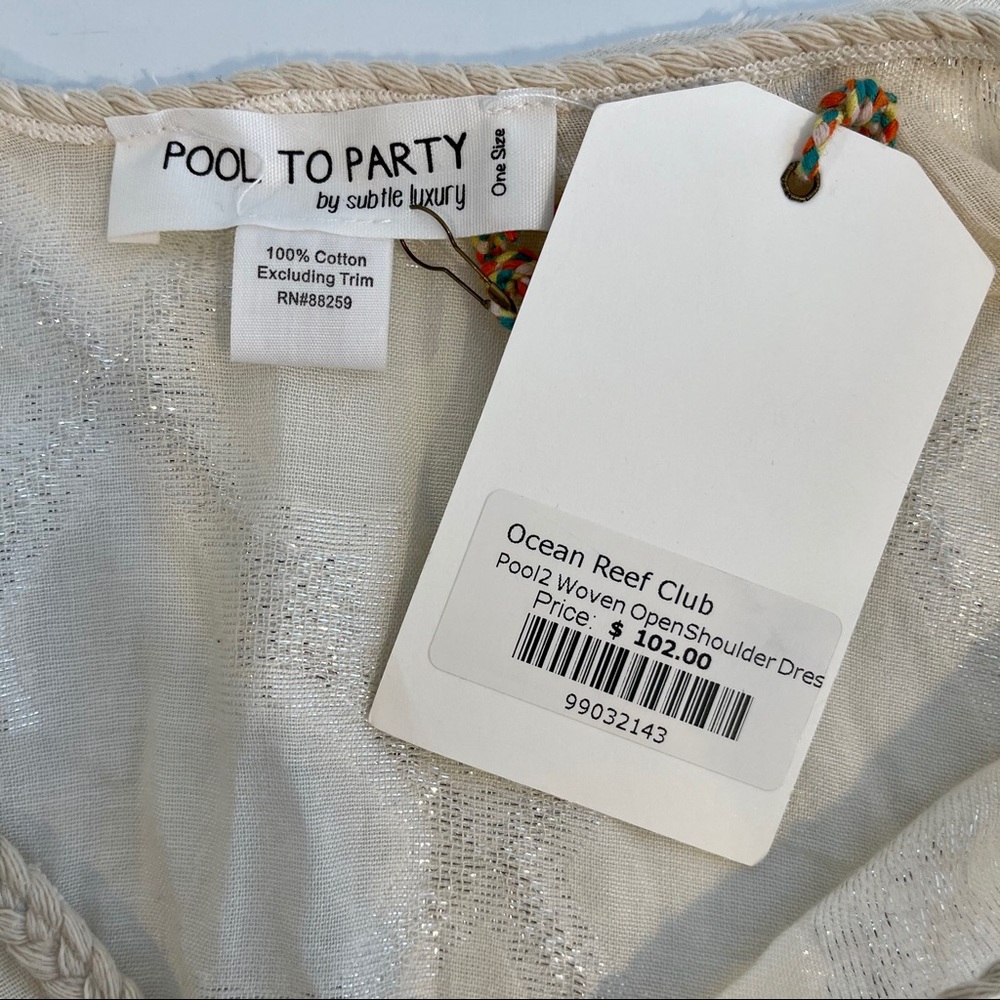 POOL TO PARTY
by subtle luxury
One Size
100% Cotton
Excluding Trim
RN#88259
Ocean Reef Club
Pool2 Woven OpenShoulder Dres
Price: $ 102.00
99032143